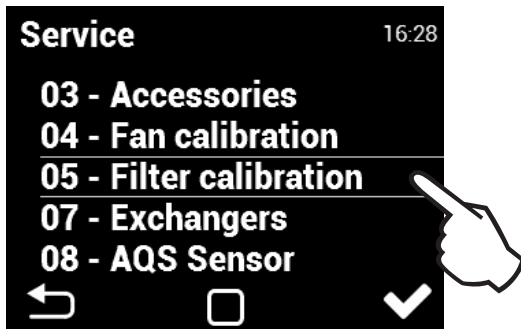 Service 16:28
03 - Accessories
04 - Fan calibration
05 - Filter calibration
07 - Exchangers
08 - AQS Sensor